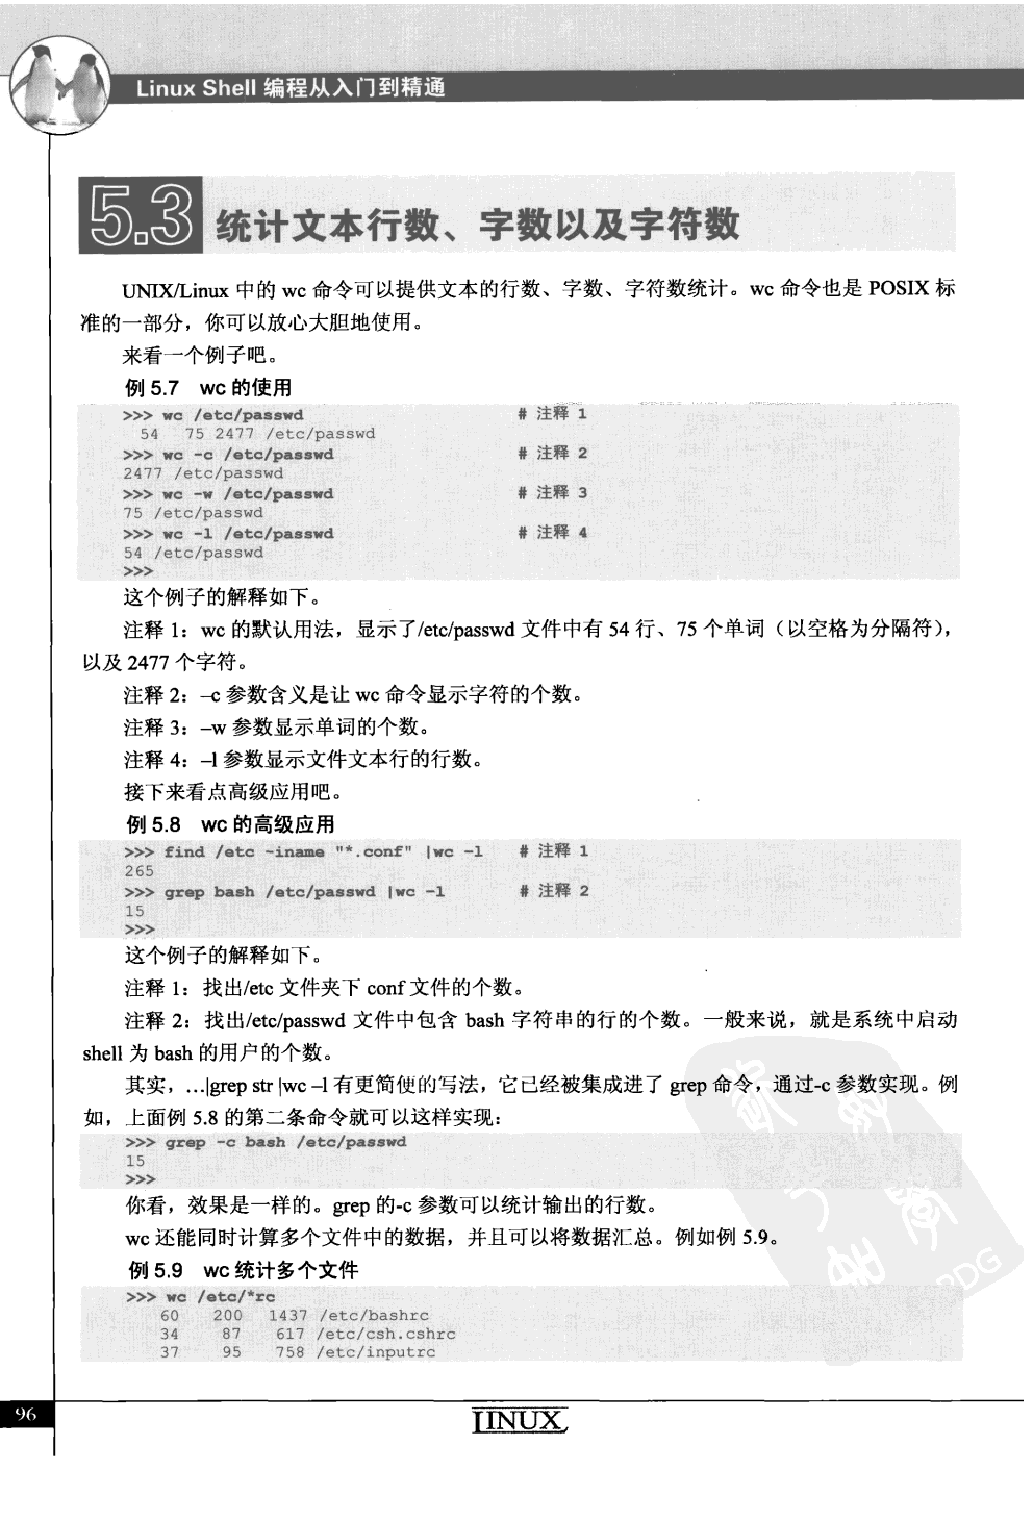 Linux Shell 编程从入门到精通
5.3 统计文本行数、字数以及字符数
UNIX/Linux 中的 wc 命令可以提供文本的行数、字数、字符数统计。wc 命令也是 POSIX 标
准的一部分，你可以放心大胆地使用。
来看一个例子吧。
例 5.7 wc 的使用
>>> wc /etc/passwd # 注释 1
54 75 2477 /etc/passwd
>>> wc -c /etc/passwd # 注释 2
2477 /etc/passwd
>>> wc -w /etc/passwd # 注释 3
75 /etc/passwd
>>> wc -l /etc/passwd # 注释 4
54 /etc/passwd
>>>
这个例子的解释如下。
注释 1：wc 的默认用法，显示了/etc/passwd 文件中有 54 行、75 个单词（以空格为分隔符），
以及 2477 个字符。
注释 2：–c 参数含义是让 wc 命令显示字符的个数。
注释 3：–w 参数显示单词的个数。
注释 4：–l 参数显示文件文本行的行数。
接下来看点高级应用吧。
例 5.8 wc 的高级应用
>>> find /etc -iname "*.conf" |wc -l # 注释 1
265
>>> grep bash /etc/passwd |wc -l # 注释 2
15
>>>
这个例子的解释如下。
注释 1：找出/etc 文件夹下 conf 文件的个数。
注释 2：找出/etc/passwd 文件中包含 bash 字符串的行的个数。一般来说，就是系统中启动
shell 为 bash 的用户的个数。
其实，…|grep str |wc –l 有更简便的写法，它已经被集成进了 grep 命令，通过-c 参数实现。例
如，上面例 5.8 的第二条命令就可以这样实现：
>>> grep -c bash /etc/passwd
15
>>>
你看，效果是一样的。grep 的-c 参数可以统计输出的行数。
wc 还能同时计算多个文件中的数据，并且可以将数据汇总。例如例 5.9。
例 5.9 wc 统计多个文件
>>> wc /etc/*rc
60 200 1437 /etc/bashrc
34 87 617 /etc/csh.cshrc
37 95 758 /etc/inputrc
PDG
96
LINUX